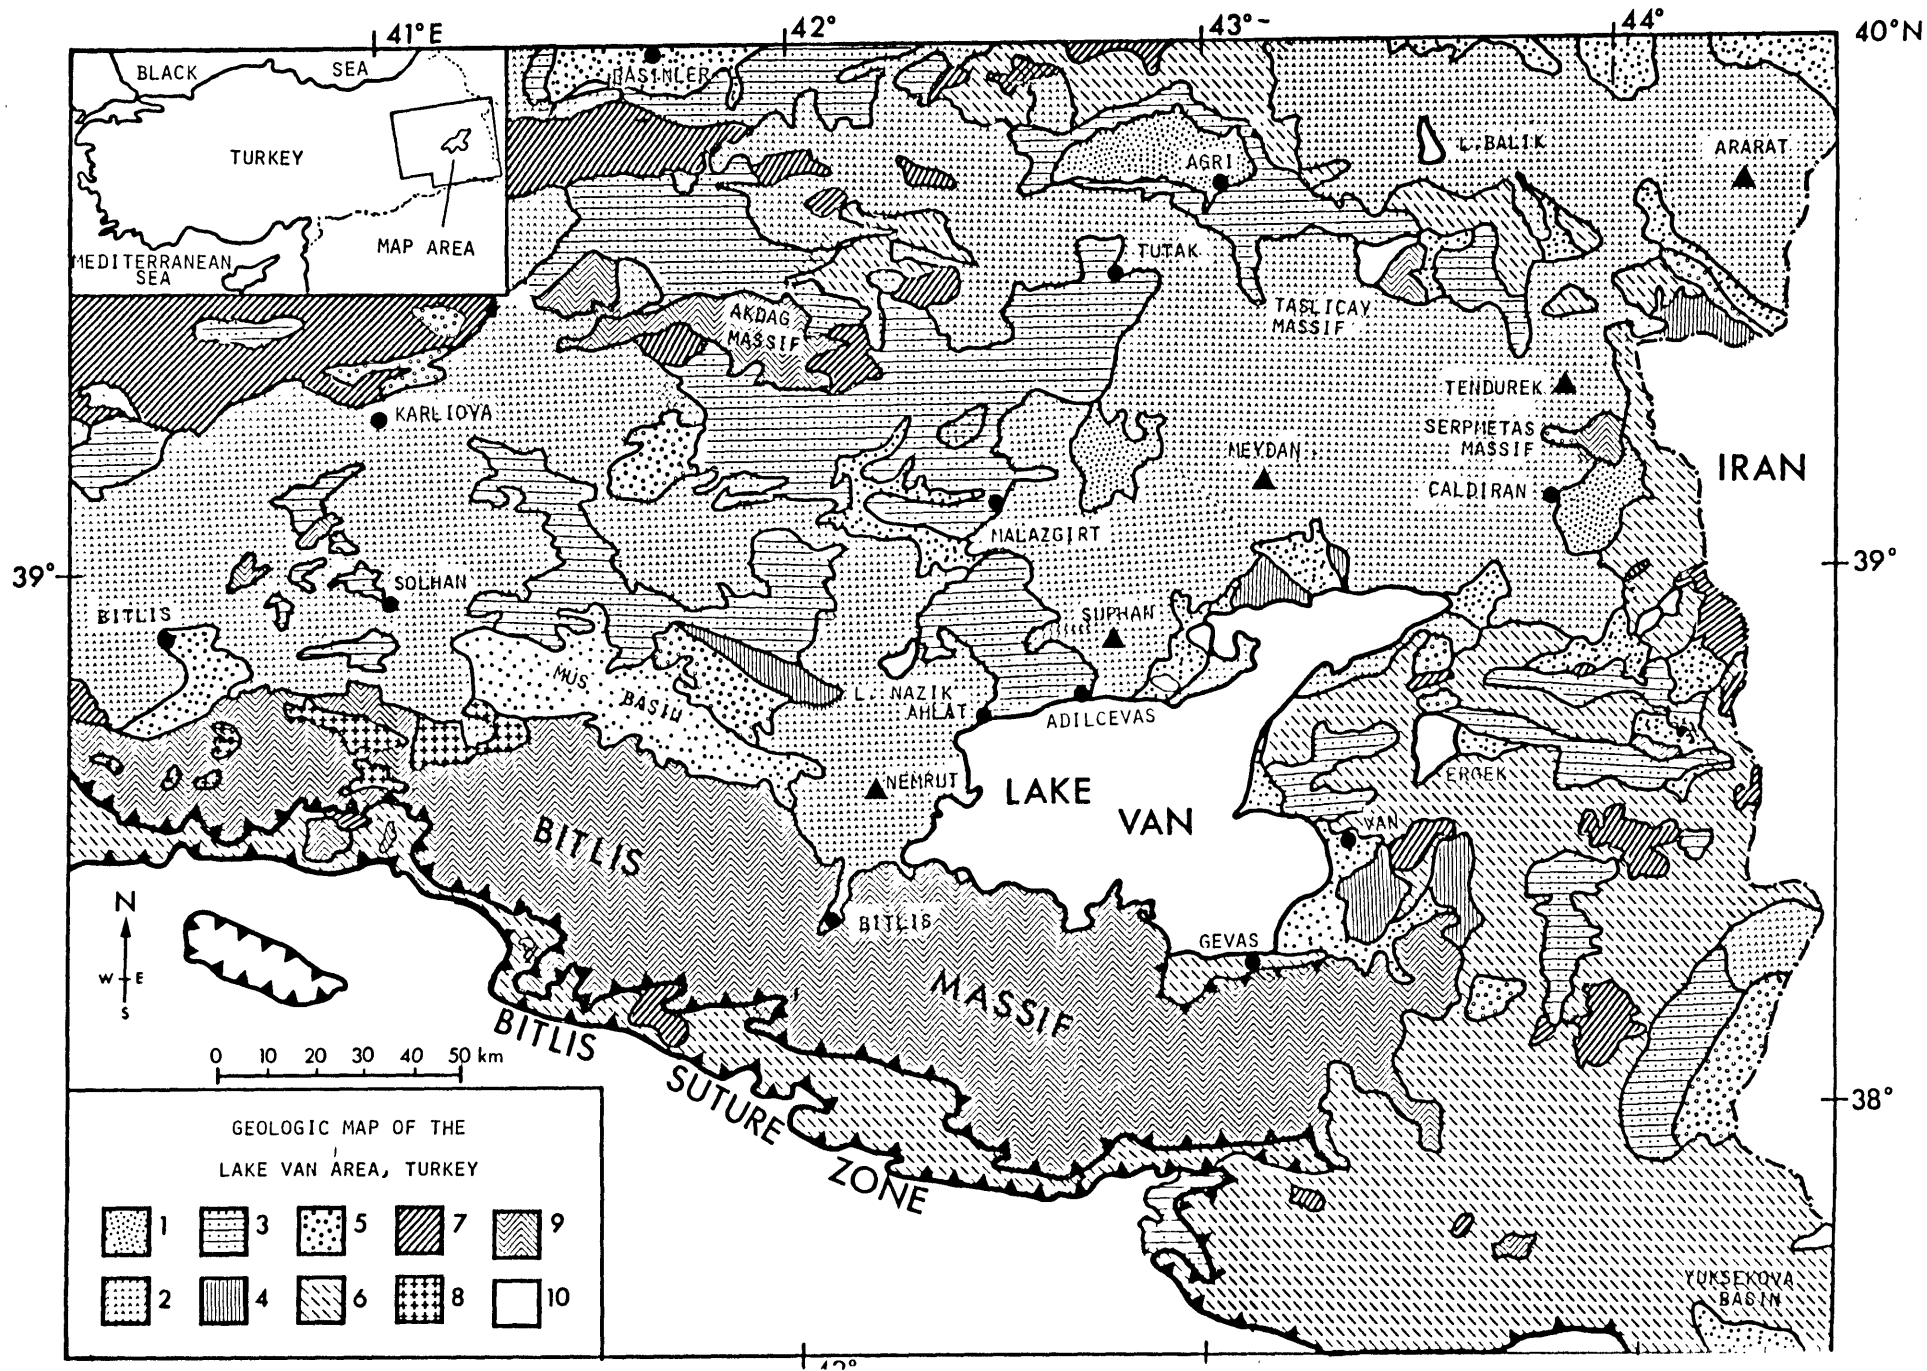 41°E
42°
43°-
44°
40°N
BLACK
SEA
TURKEY
MAP AREA
MEDITERRANEAN
SEA
BASINLER
AGRI
L. BALIK
ARARAT
TUTAK
TASLICAY
MASSIF
AKDAG
MASSIF
TENDUREK
KARLIOVA
SERPMETAS
MASSIF
IRAN
MEYDAN
CALDIRAN
MALAZGIRT
39°
39°
SOLHAN
BITLIS
SUPHAN
MUS
BASIN
L. NAZIK
AHLAT
ADILCEVAS
NEMRUT
LAKE
VAN
ERCEK
VAN
BITLIS
MASSIF
BITLIS
GEVAS
N
W E
S
0 10 20 30 40 50 km
BITLIS
SUTURE
ZONE
38°
GEOLOGIC MAP OF THE
LAKE VAN AREA, TURKEY
1 3 5 7 9
2 4 6 8 10
YUKSEKOVA
BASIN
42°